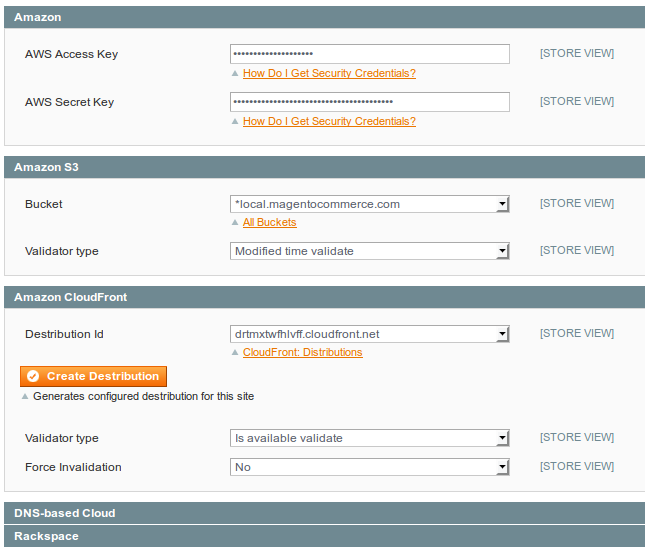 Amazon
AWS Access Key •••••••••••••••••••• [STORE VIEW]
How Do I Get Security Credentials?
AWS Secret Key •••••••••••••••••••••••••••••••••••••••• [STORE VIEW]
How Do I Get Security Credentials?
Amazon S3
Bucket *local.magentocommerce.com [STORE VIEW]
All Buckets
Validator type Modified time validate [STORE VIEW]
Amazon CloudFront
Destribution Id drtmxtwfhlvff.cloudfront.net [STORE VIEW]
CloudFront: Distributions
Create Destribution
Generates configured destribution for this site
Validator type Is available validate [STORE VIEW]
Force Invalidation No [STORE VIEW]
DNS-based Cloud
Rackspace